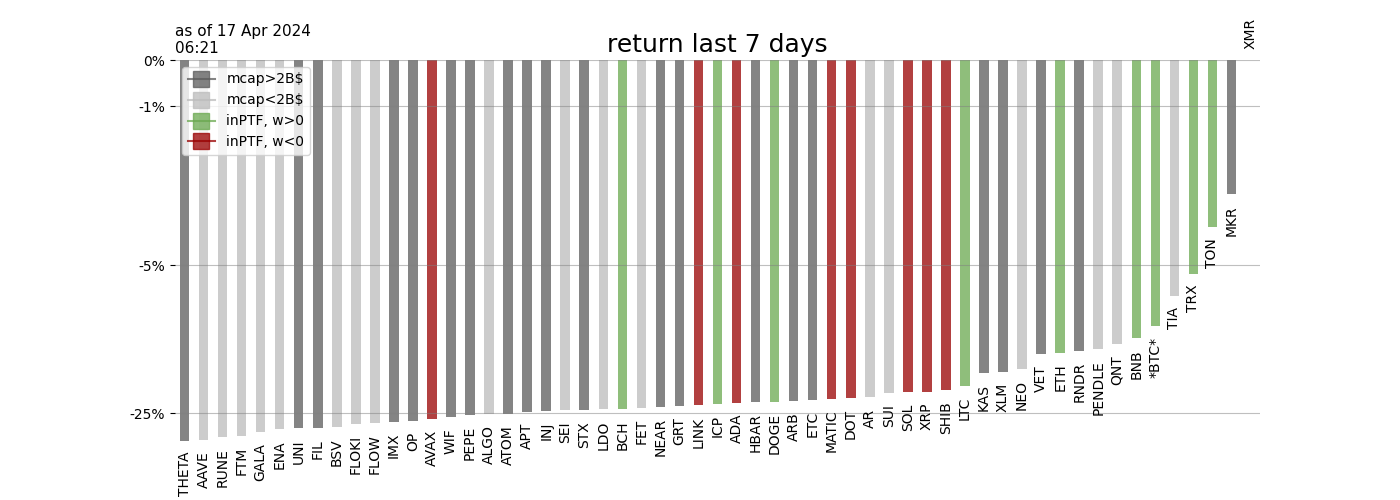 as of 17 Apr 2024
06:21
return last 7 days
XMR
0%
-1%
-5%
-25%
mcap>2B$
mcap<2B$
inPTF, w>0
inPTF, w<0
THETA
AAVE
RUNE
FTM
GALA
ENA
UNI
FIL
BSV
FLOKI
FLOW
IMX
OP
AVAX
WIF
PEPE
ALGO
ATOM
APT
INJ
SEI
STX
LDO
BCH
FET
NEAR
GRT
LINK
ICP
ADA
HBAR
DOGE
ARB
ETC
MATIC
DOT
AR
SUI
SOL
XRP
SHIB
LTC
KAS
XLM
NEO
VET
ETH
RNDR
PENDLE
QNT
BNB
*BTC*
TIA
TRX
TON
MKR